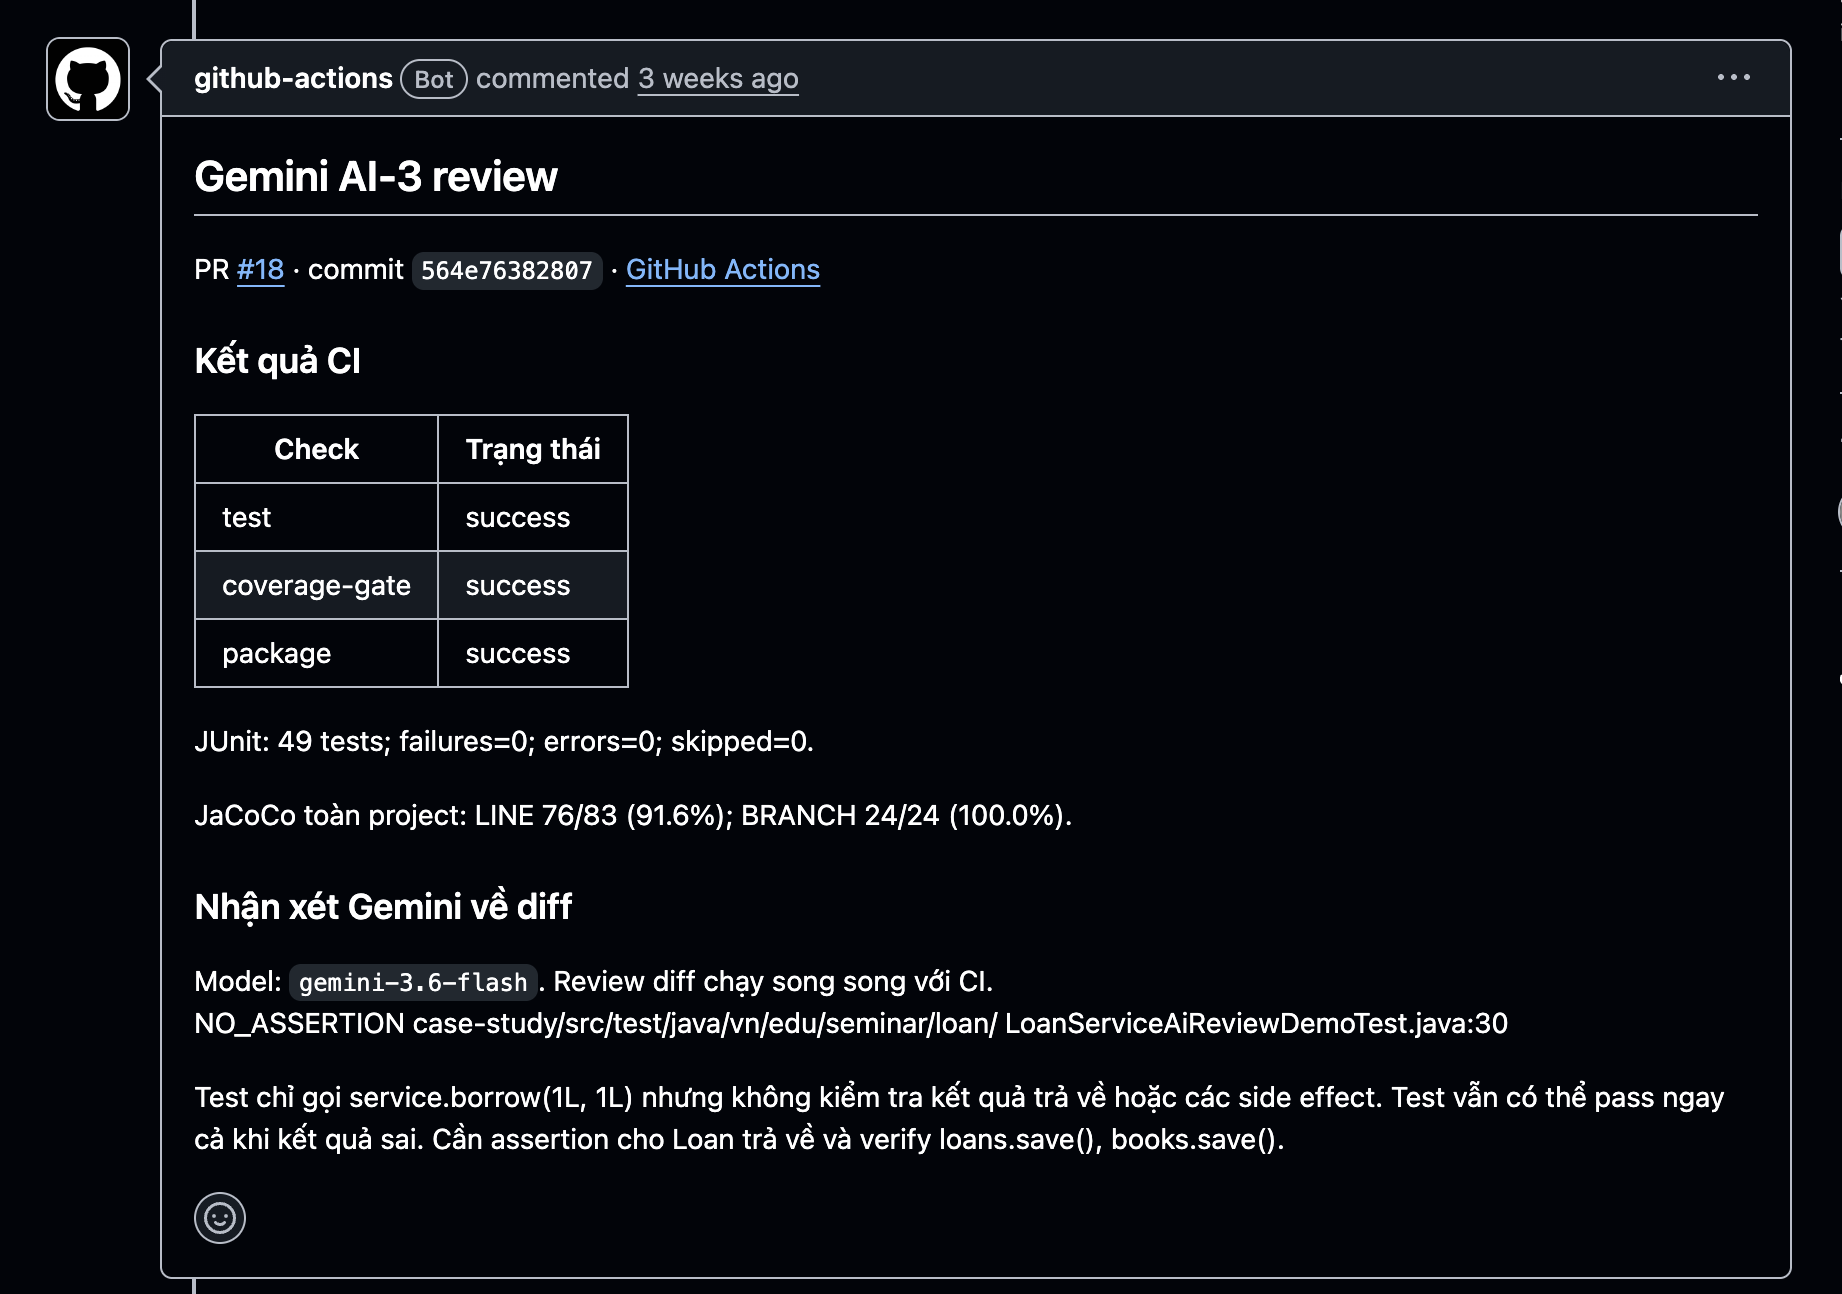 github-actions Bot commented 3 weeks ago
Gemini AI-3 review
PR #18 · commit 564e76382807 · GitHub Actions
Kết quả CI
Check Trạng thái
test success
coverage-gate success
package success
JUnit: 49 tests; failures=0; errors=0; skipped=0.
JaCoCo toàn project: LINE 76/83 (91.6%); BRANCH 24/24 (100.0%).
Nhận xét Gemini về diff
Model: gemini-3.6-flash. Review diff chạy song song với CI.
NO_ASSERTION case-study/src/test/java/vn/edu/seminar/loan/ LoanServiceAiReviewDemoTest.java:30
Test chỉ gọi service.borrow(1L, 1L) nhưng không kiểm tra kết quả trả về hoặc các side effect. Test vẫn có thể pass ngay
cả khi kết quả sai. Cần assertion cho Loan trả về và verify loans.save(), books.save().